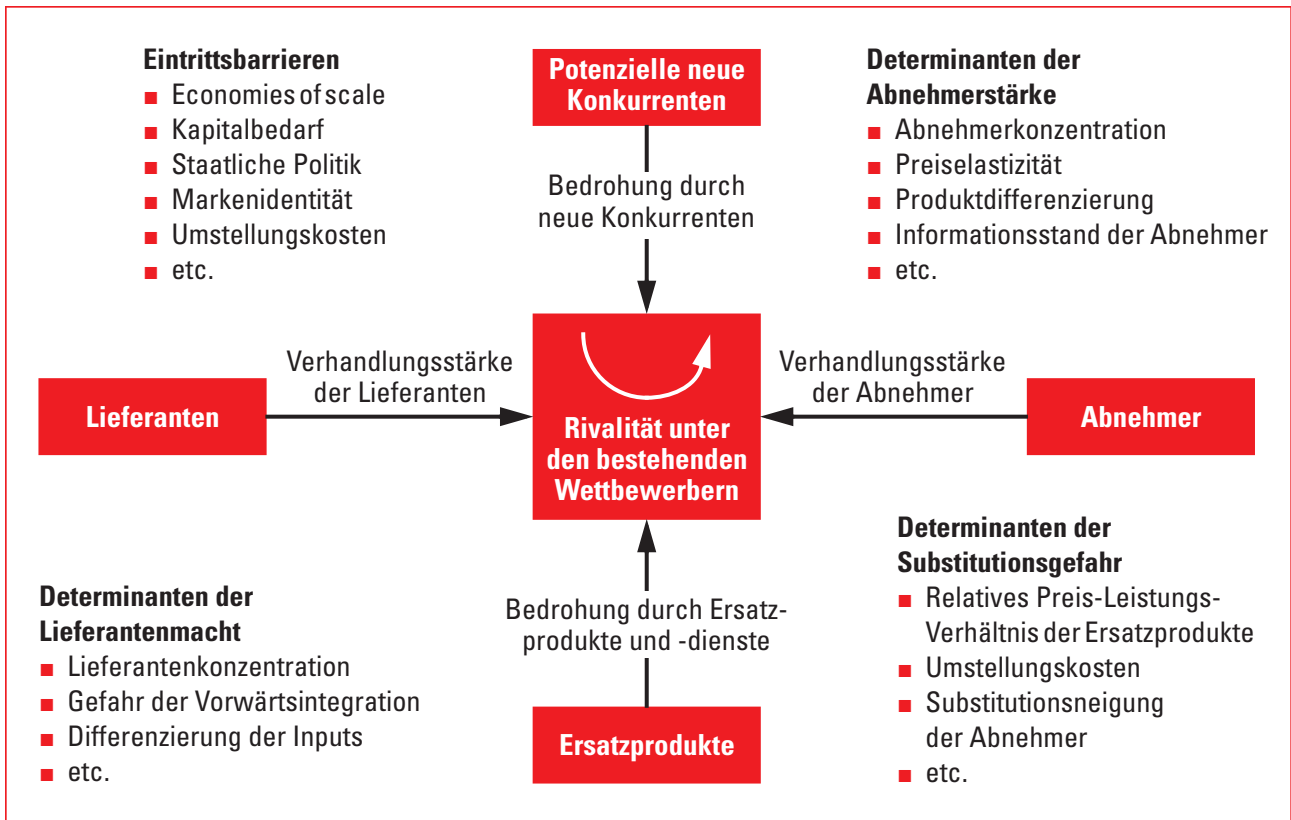 Eintrittsbarrieren
■ Economies of scale
■ Kapitalbedarf
■ Staatliche Politik
■ Markenidentität
■ Umstellungskosten
■ etc.
Potenzielle neue
Konkurrenten
Bedrohung durch
neue Konkurrenten
Determinanten der
Abnehmerstärke
■ Abnehmerkonzentration
■ Preiselastizität
■ Produktdifferenzierung
■ Informationsstand der Abnehmer
■ etc.
Lieferanten
Verhandlungsstärke
der Lieferanten
Rivalität unter
den bestehenden
Wettbewerbern
Verhandlungsstärke
der Abnehmer
Abnehmer
Determinanten der
Lieferantenmacht
■ Lieferantenkonzentration
■ Gefahr der Vorwärtsintegration
■ Differenzierung der Inputs
■ etc.
Bedrohung durch Ersatz-
produkte und -dienste
Ersatzprodukte
Determinanten der
Substitutionsgefahr
■ Relatives Preis-Leistungs-
Verhältnis der Ersatzprodukte
■ Umstellungskosten
■ Substitutionsneigung
der Abnehmer
■ etc.